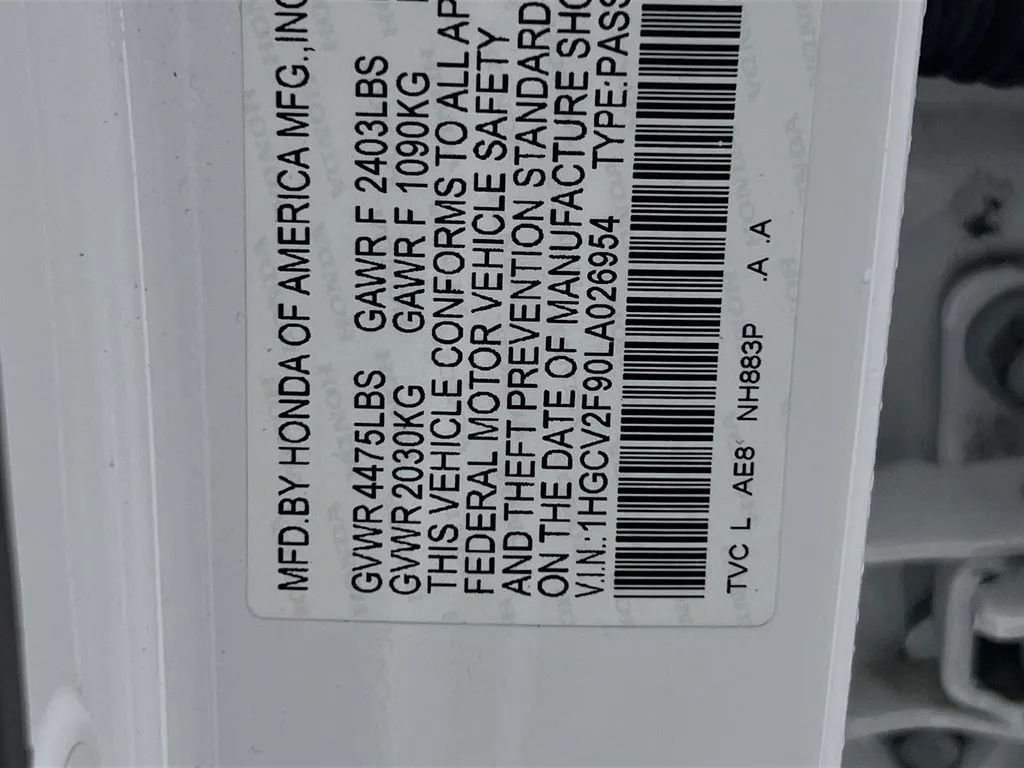 MFD.BY HONDA OF AMERICA MFG.,INC
GVWR 4475LBS GAWR F 2403LBS
GVWR 2030KG GAWR F 1090KG
THIS VEHICLE CONFORMS TO ALL AP
FEDERAL MOTOR VEHICLE SAFETY
AND THEFT PREVENTION STANDARD
ON THE DATE OF MANUFACTURE SHO
V.I.N.:1HGCV2F90LA026954 TYPE:PASS
TVC L AE8 NH883P .A .A